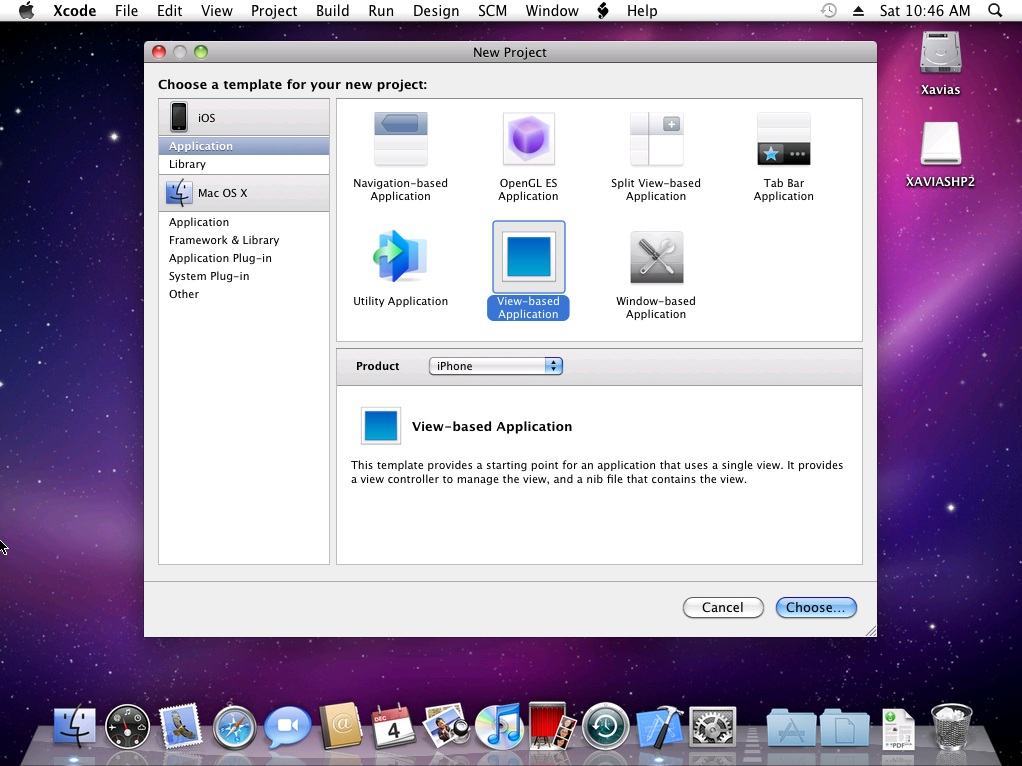 Xcode File Edit View Project Build Run Design SCM Window Help Sat 10:46 AM
New Project
Xavias
XAVIASHP2
Choose a template for your new project:
iOS
Application
Library
Mac OS X
Application
Framework & Library
Application Plug-in
System Plug-in
Other
Navigation-based
Application
OpenGL ES
Application
Split View-based
Application
Tab Bar
Application
Utility Application
View-based
Application
Window-based
Application
Product iPhone
View-based Application
This template provides a starting point for an application that uses a single view. It provides
a view controller to manage the view, and a nib file that contains the view.
Cancel Choose...
DEC
4
PDF